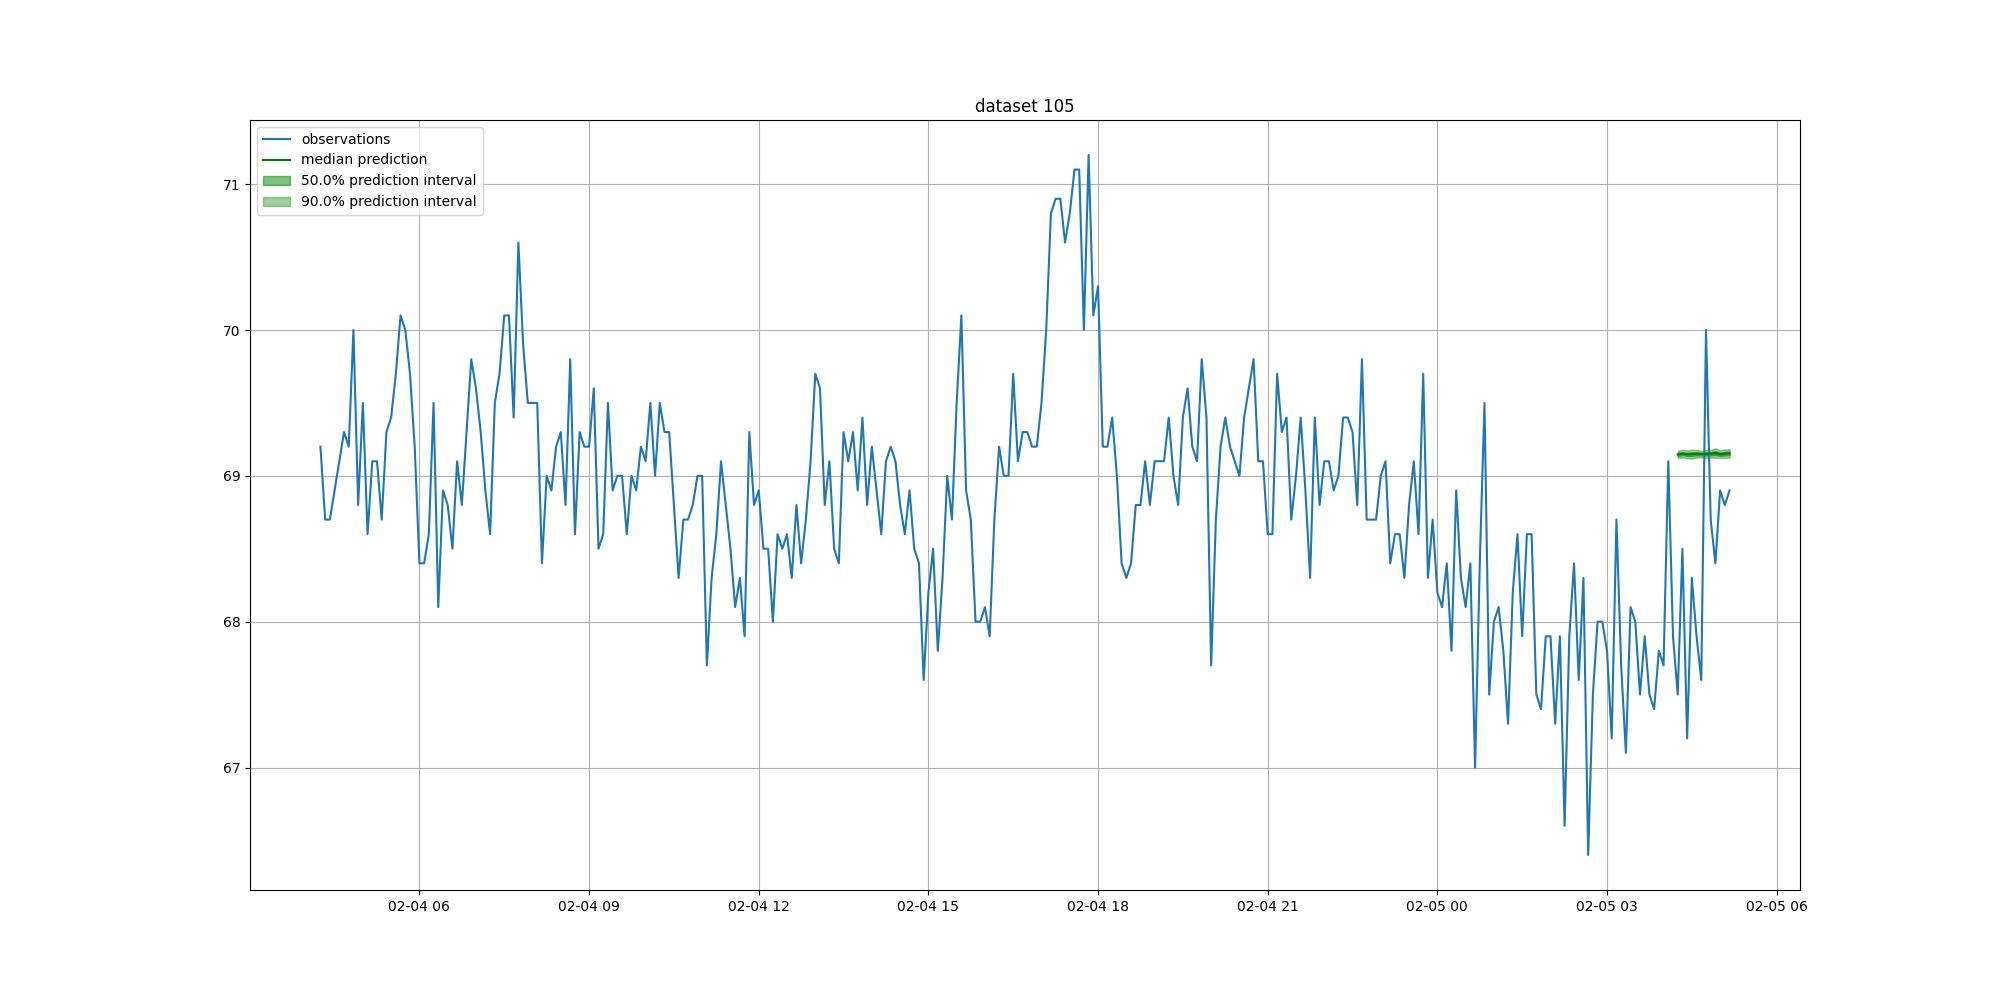 dataset 105
observations
median prediction
50.0% prediction interval
90.0% prediction interval
71
70
69
68
67
02-04 06
02-04 09
02-04 12
02-04 15
02-04 18
02-04 21
02-05 00
02-05 03
02-05 06